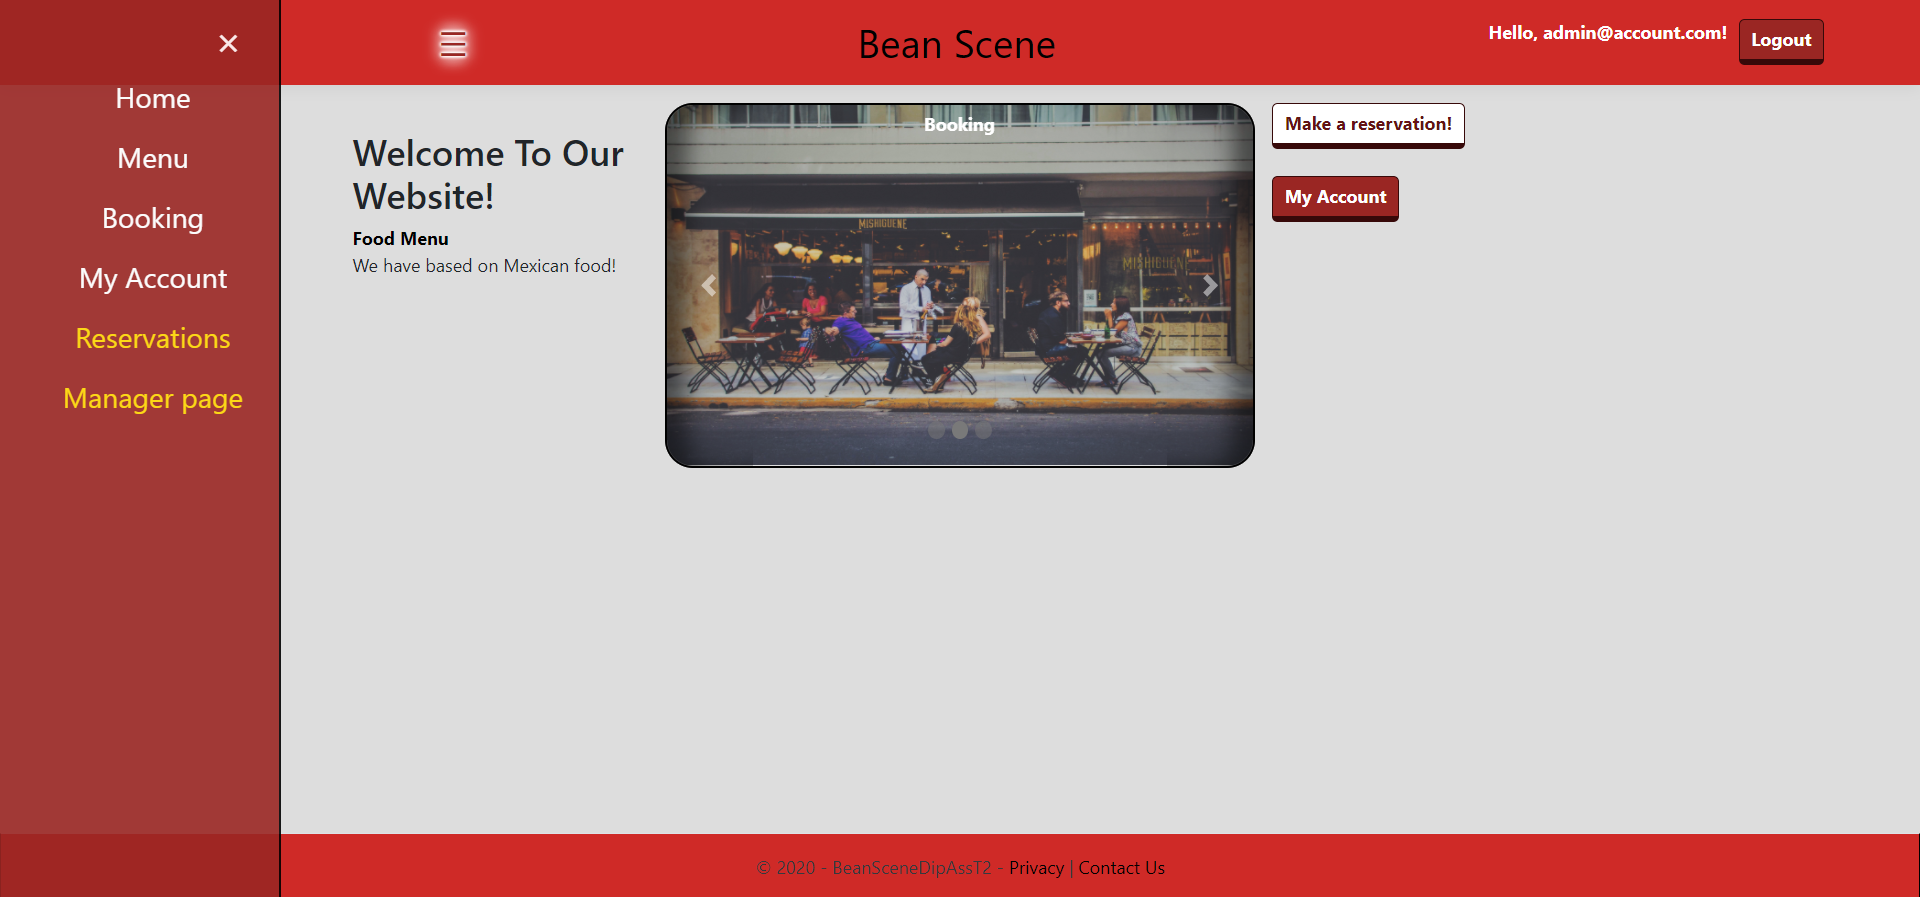 ×
Home
Menu
Booking
My Account
Reservations
Manager page
Bean Scene
Hello, admin@account.com!
Logout
Welcome To Our
Website!
Food Menu
We have based on Mexican food!
Booking
MISHIGUENE
MISHIGUENE
Make a reservation!
My Account
© 2020 - BeanSceneDipAssT2 - Privacy | Contact Us